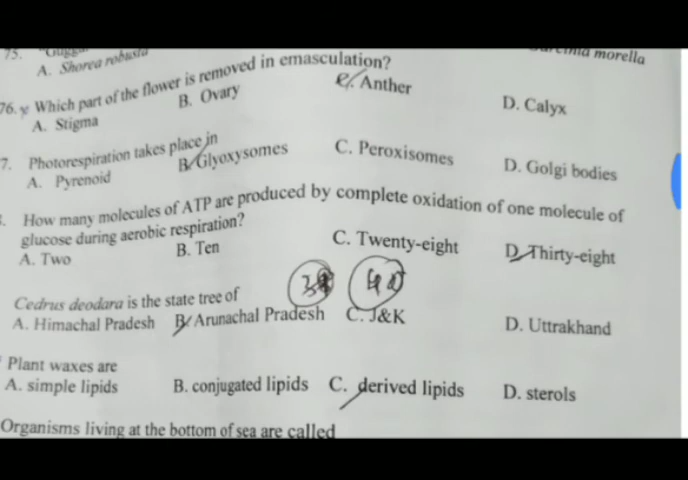 75. "Guggu
A. Shorea robusta
morella
76. Which part of the flower is removed in emasculation?
A. Stigma B. Ovary C. Anther D. Calyx
7. Photorespiration takes place in
A. Pyrenoid B. Glyoxysomes C. Peroxisomes D. Golgi bodies
How many molecules of ATP are produced by complete oxidation of one molecule of
glucose during aerobic respiration?
A. Two B. Ten C. Twenty-eight D. Thirty-eight
Cedrus deodara is the state tree of
A. Himachal Pradesh B. Arunachal Pradesh C. J&K D. Uttrakhand
Plant waxes are
A. simple lipids B. conjugated lipids C. derived lipids D. sterols
Organisms living at the bottom of sea are called